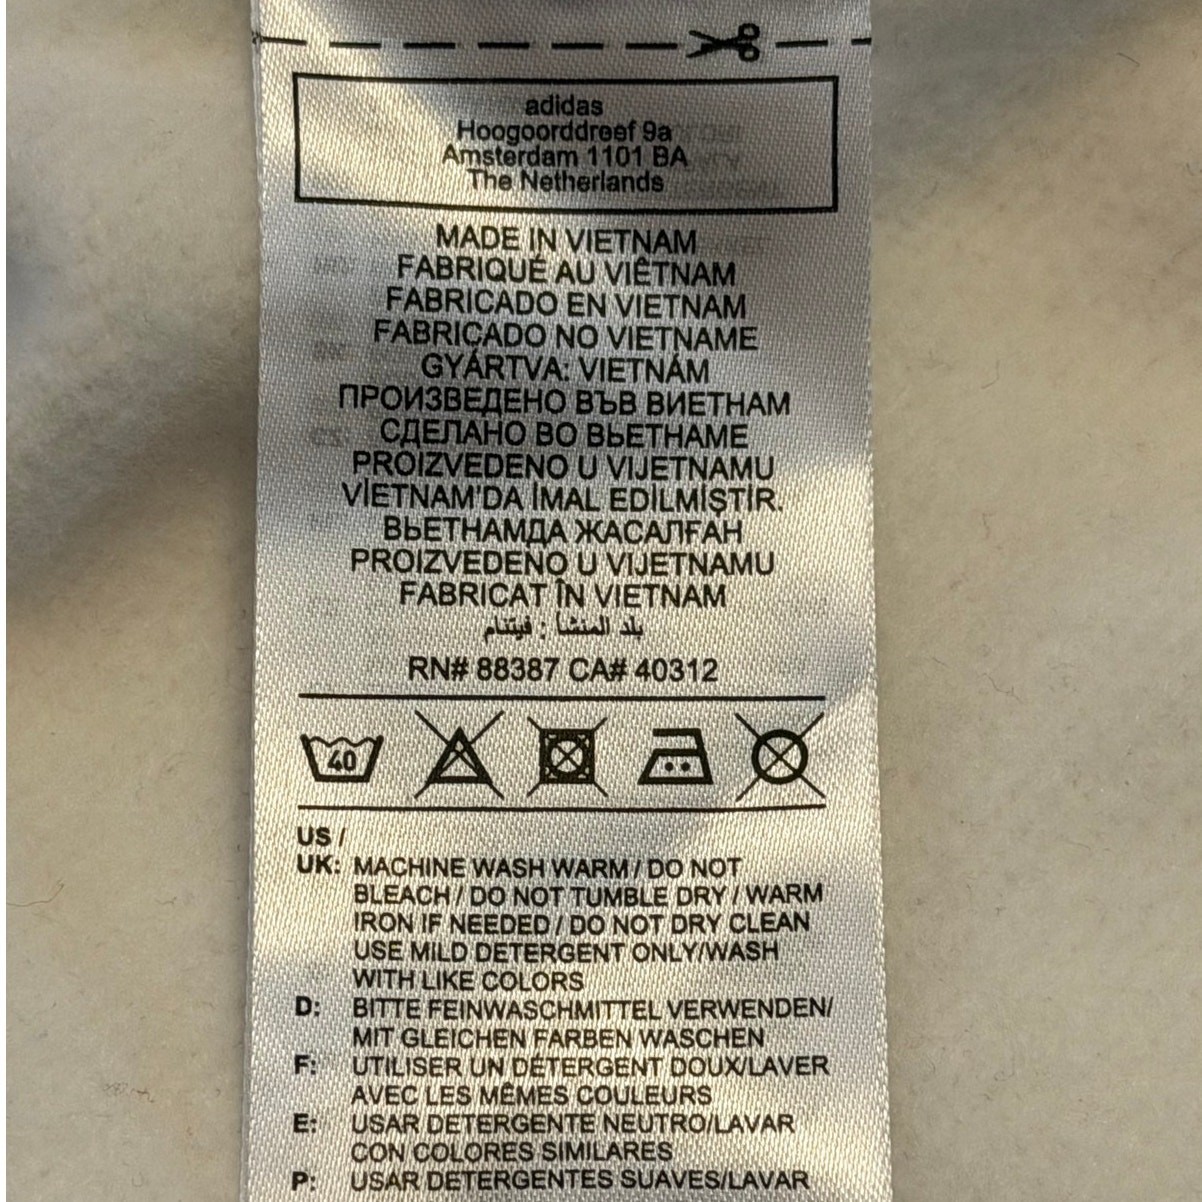 adidas
Hoogoorddreef 9a
Amsterdam 1101 BA
The Netherlands
MADE IN VIETNAM
FABRIQUÉ AU VIÊTNAM
FABRICADO EN VIETNAM
FABRICADO NO VIETNAME
GYÁRTVA: VIETNÁM
ПРОИЗВЕДЕНО ВЪВ ВИЕТНАМ
СДЕЛАНО ВО ВЬЕТНАМЕ
PROIZVEDENO U VIJETNAMU
VİETNAM'DA İMAL EDİLMİŞTİR.
ВЬЕТНАМДА ЖАСАЛҒАН
PROIZVEDENO U VIJETNAMU
FABRICAT ÎN VIETNAM
بلد المنشأ : فيتنام
RN# 88387 CA# 40312
40
US /
UK: MACHINE WASH WARM / DO NOT
BLEACH / DO NOT TUMBLE DRY / WARM
IRON IF NEEDED / DO NOT DRY CLEAN
USE MILD DETERGENT ONLY/WASH
WITH LIKE COLORS
D: BITTE FEINWASCHMITTEL VERWENDEN/
MIT GLEICHEN FARBEN WASCHEN
F: UTILISER UN DÉTERGENT DOUX/LAVER
AVEC LES MÊMES COULEURS
E: USAR DETERGENTE NEUTRO/LAVAR
CON COLORES SIMILARES
P: USAR DETERGENTES SUAVES/LAVAR